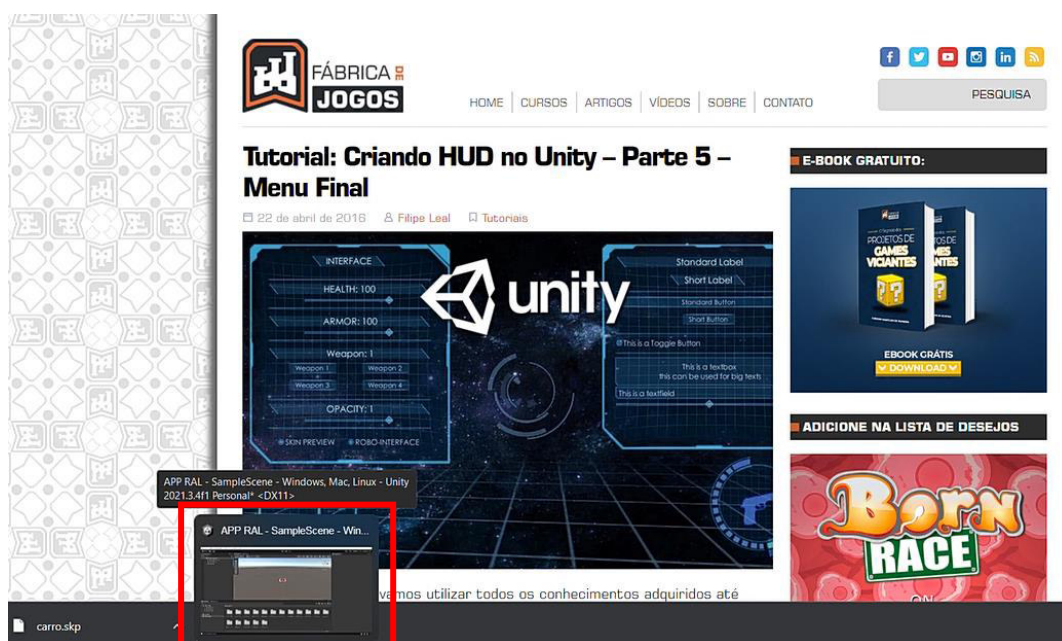 FÁBRICA DE
JOGOS
HOME
CURSOS
ARTIGOS
VÍDEOS
SOBRE
CONTATO
PESQUISA
Tutorial: Criando HUD no Unity – Parte 5 –
Menu Final
22 de abril de 2016
Filipe Leal
Tutoriais
INTERFACE
HEALTH: 100
ARMOR: 100
Weapon: 1
Weapon 1
Weapon 2
Weapon 3
Weapon 4
OPACITY: 1
SKIN PREVIEW
ROBO-INTERFACE
unity
Standard Label
Short Label
Standard Button
Short Button
This is a Toggle Button
This is a textbox
this can be used for big texts
This is a textfield
E-BOOK GRATUITO:
PROJETOS DE
GAMES
VICIANTES
EBOOK GRÁTIS
DOWNLOAD
ADICIONE NA LISTA DE DESEJOS
Born
RACE
APP RAL - SampleScene - Windows, Mac, Linux - Unity
2021.3.4f1 Personal* <DX11>
APP RAL - SampleScene - Win...
vamos utilizar todos os conhecimentos adquiridos até
carro.skp